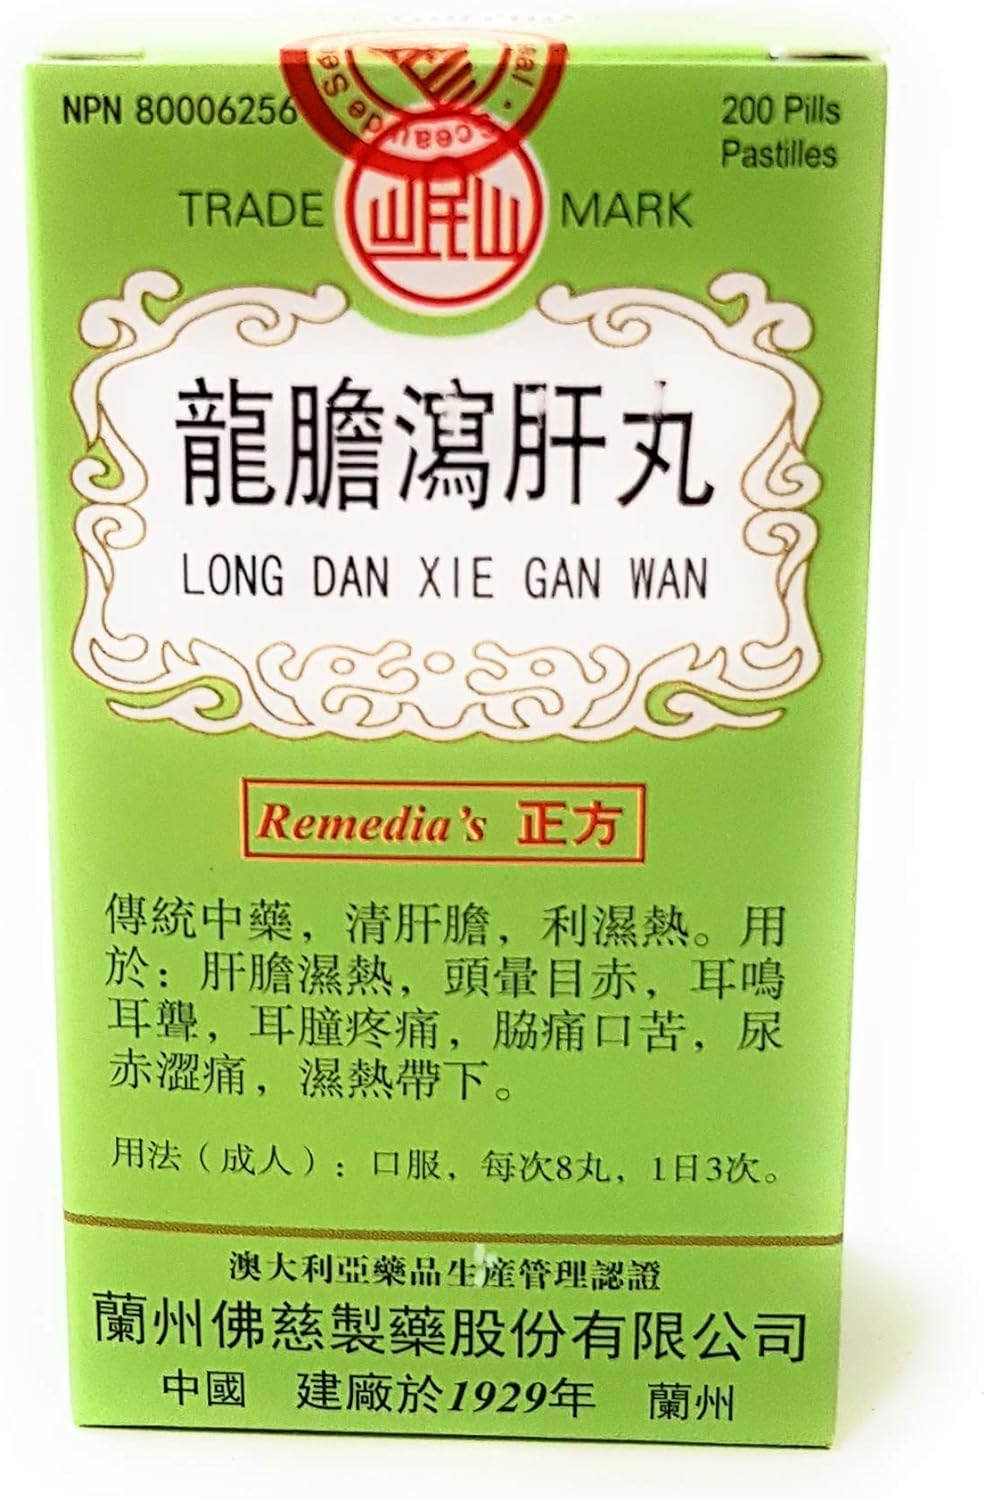 NPN 80006256
200 Pills
Pastilles
TRADE 岷山 MARK
龍膽瀉肝丸
LONG DAN XIE GAN WAN
Remedia's 正方
傳統中藥，清肝膽，利濕熱。用
於：肝膽濕熱，頭暈目赤，耳鳴
耳聾，耳朣疼痛，脇痛口苦，尿
赤澀痛，濕熱帶下。
用法（成人）：口服，每次8丸，1日3次。
澳大利亞藥品生産管理認證
蘭州佛慈製藥股份有限公司
中國 建廠於1929年 蘭州